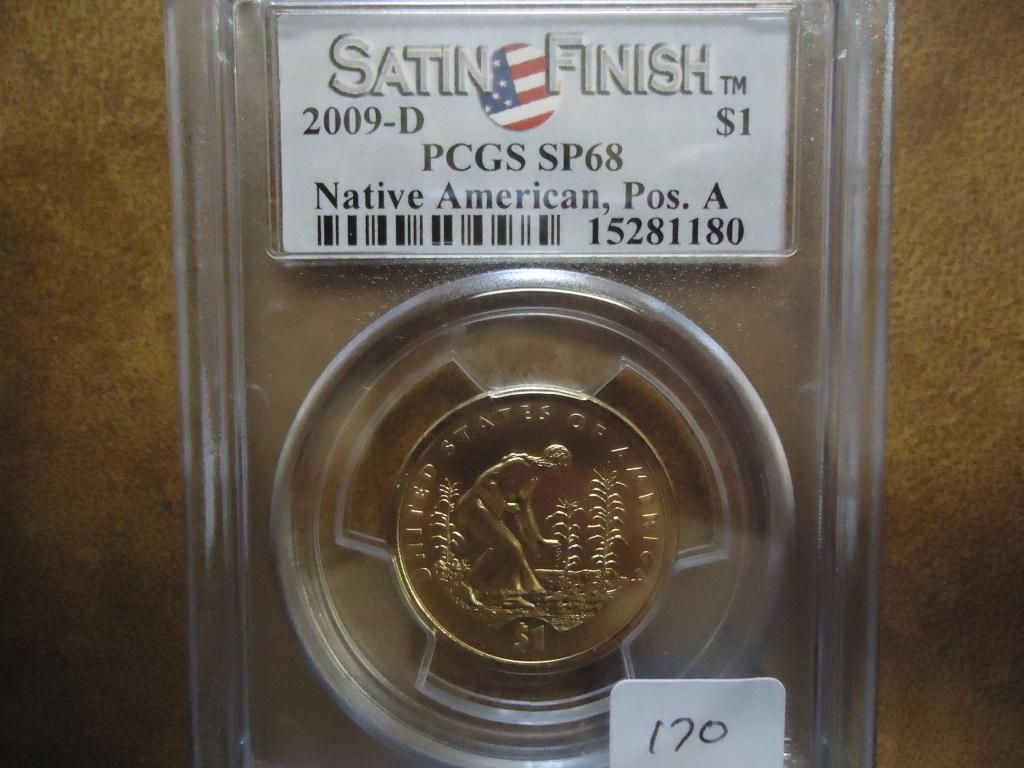 SATIN FINISH™
2009-D $1
PCGS SP68
Native American, Pos. A
15281180
UNITED STATES OF AMERICA
$1
170